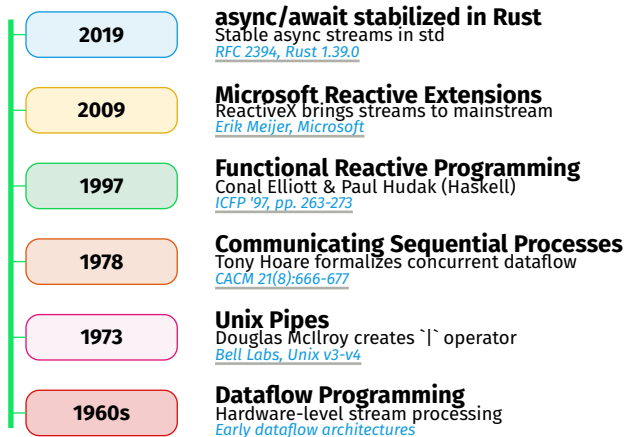 2019
async/await stabilized in Rust
Stable async streams in std
RFC 2394, Rust 1.39.0
2009
Microsoft Reactive Extensions
ReactiveX brings streams to mainstream
Erik Meijer, Microsoft
1997
Functional Reactive Programming
Conal Elliott & Paul Hudak (Haskell)
ICFP '97, pp. 263-273
1978
Communicating Sequential Processes
Tony Hoare formalizes concurrent dataflow
CACM 21(8):666-677
1973
Unix Pipes
Douglas McIlroy creates `|` operator
Bell Labs, Unix v3-v4
1960s
Dataflow Programming
Hardware-level stream processing
Early dataflow architectures